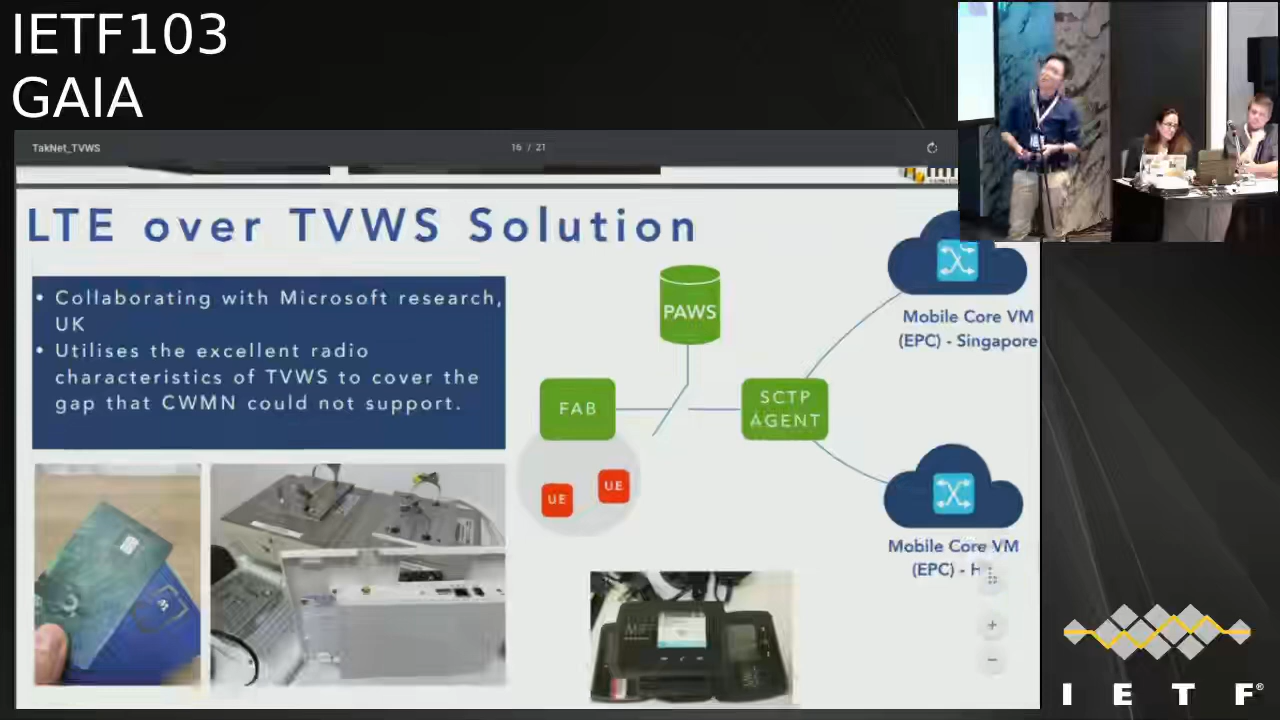 IETF103
GAIA
TakNet_TVWS
16 / 21
LTE over TVWS Solution
• Collaborating with Microsoft research,
UK
• Utilises the excellent radio
characteristics of TVWS to cover the
gap that CWMN could not support.
PAWS
FAB
SCTP
AGENT
UE
UE
Mobile Core VM
(EPC) - Singapore
Mobile Core VM
(EPC) - H
+
−
I E T F®